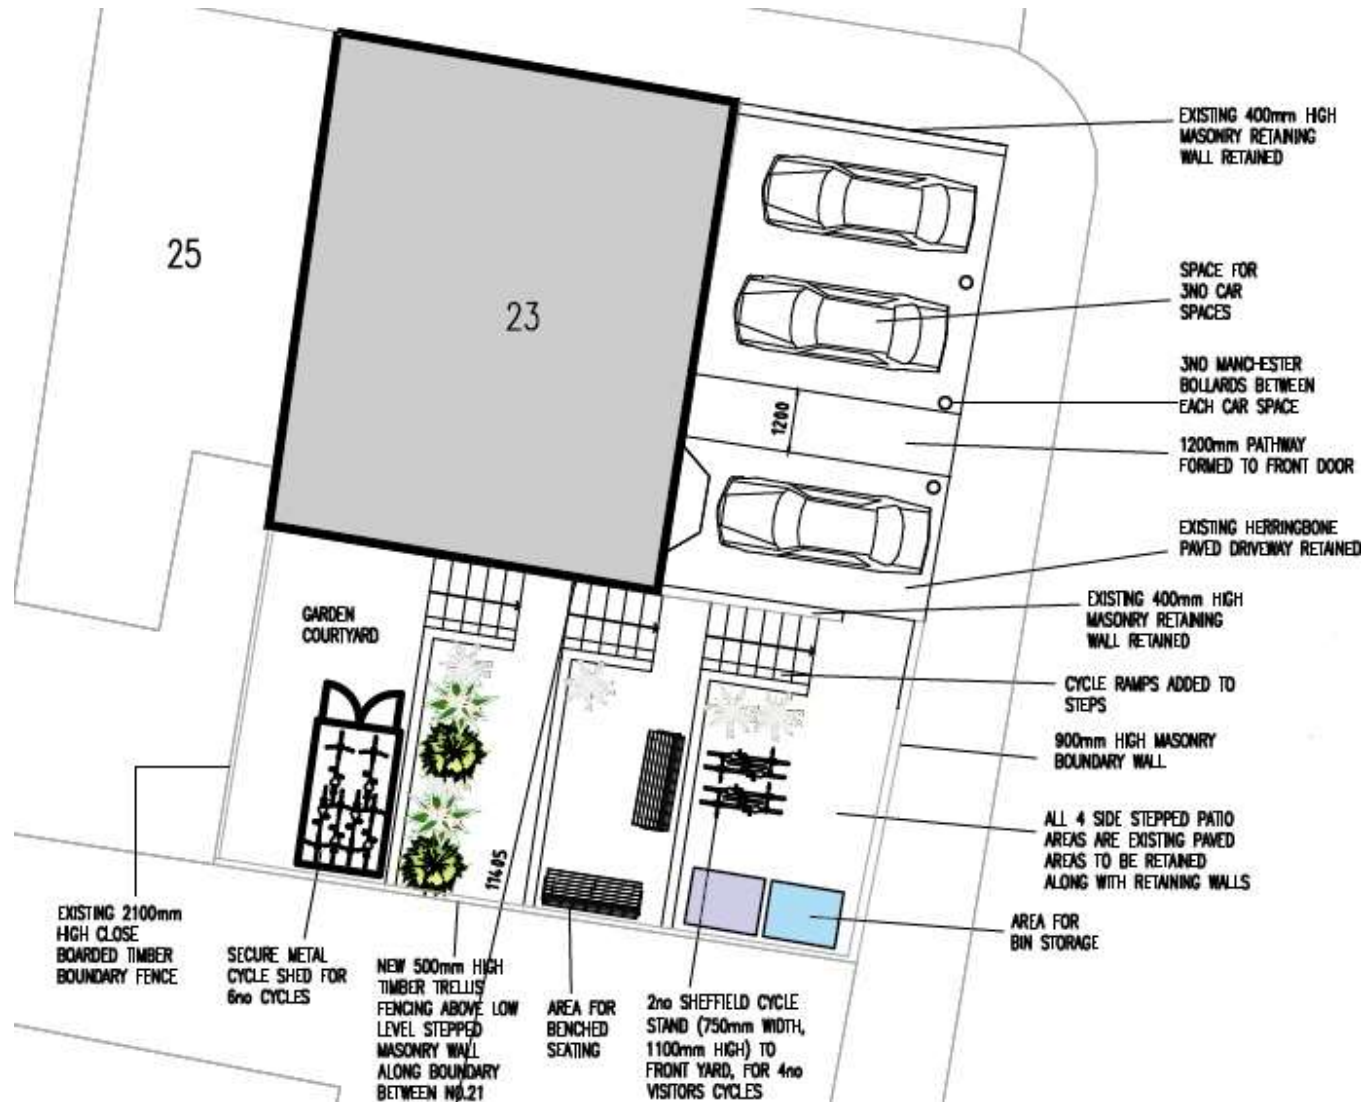 EXISTING 400mm HIGH
MASONRY RETAINING
WALL RETAINED
25
23
SPACE FOR
3NO CAR
SPACES
3NO MANCHESTER
BOLLARDS BETWEEN
EACH CAR SPACE
1200
1200mm PATHWAY
FORMED TO FRONT DOOR
EXISTING HERRINGBONE
PAVED DRIVEWAY RETAINED
GARDEN
COURTYARD
EXISTING 400mm HIGH
MASONRY RETAINING
WALL RETAINED
CYCLE RAMPS ADDED TO
STEPS
900mm HIGH MASONRY
BOUNDARY WALL
ALL 4 SIDE STEPPED PATIO
AREAS ARE EXISTING PAVED
AREAS TO BE RETAINED
ALONG WITH RETAINING WALLS
11485
AREA FOR
BIN STORAGE
EXISTING 2100mm
HIGH CLOSE
BOARDED TIMBER
BOUNDARY FENCE
SECURE METAL
CYCLE SHED FOR
6no CYCLES
NEW 500mm HIGH
TIMBER TRELLIS
FENCING ABOVE LOW
LEVEL STEPPED
MASONRY WALL
ALONG BOUNDARY
BETWEEN NO.21
AREA FOR
BENCHED
SEATING
2no SHEFFIELD CYCLE
STAND (750mm WIDTH,
1100mm HIGH) TO
FRONT YARD, FOR 4no
VISITORS CYCLES